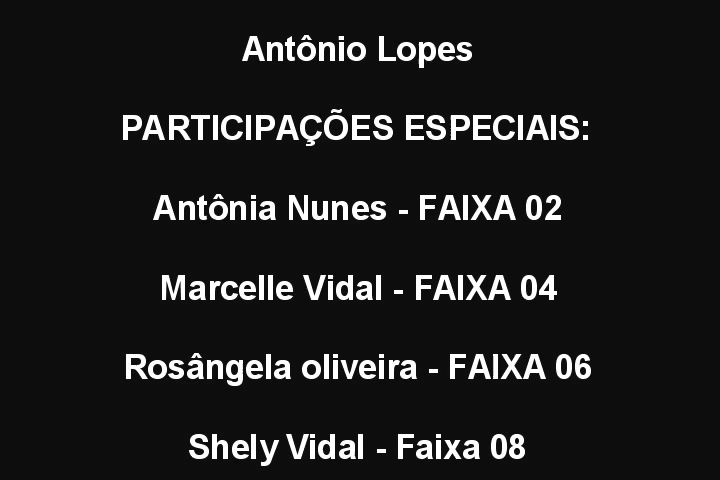 Antônio Lopes
PARTICIPAÇÕES ESPECIAIS:
Antônia Nunes - FAIXA 02
Marcelle Vidal - FAIXA 04
Rosângela oliveira - FAIXA 06
Shely Vidal - Faixa 08